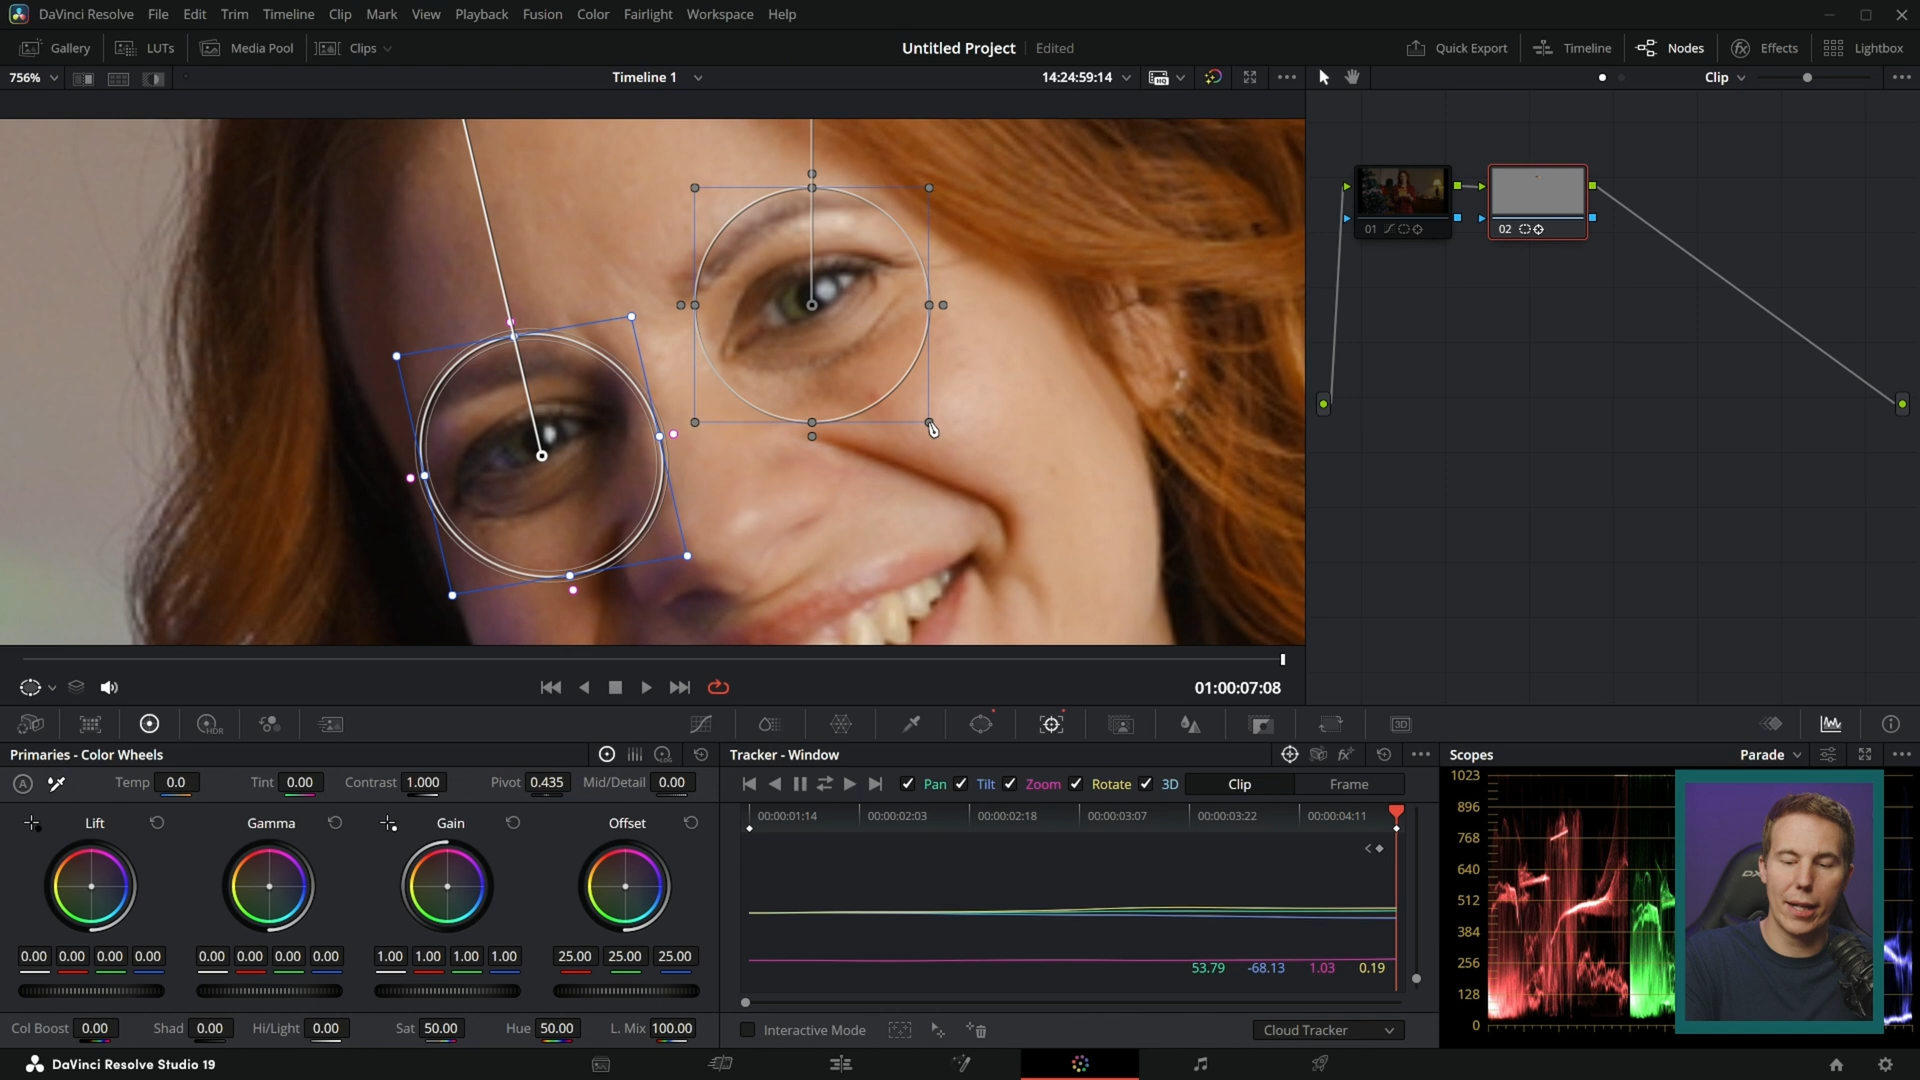 DaVinci Resolve File Edit Trim Timeline Clip Mark View Playback Fusion Color Fairlight Workspace Help
Gallery LUTs Media Pool Clips Untitled Project Edited Quick Export Timeline Nodes Effects Lightbox
756% Timeline 1 14:24:59:14 Clip
01 02
01:00:07:08
HDR 3D
Primaries - Color Wheels Tracker - Window Scopes Parade
A Temp 0.0 Tint 0.00 Contrast 1.000 Pivot 0.435 Mid/Detail 0.00 Pan Tilt Zoom Rotate 3D Clip Frame
Lift Gamma Gain Offset
00:00:01:14 00:00:02:03 00:00:02:18 00:00:03:07 00:00:03:22 00:00:04:11
1023
896
768
640
512
384
256
128
0
0.00 0.00 0.00 0.00 0.00 0.00 0.00 0.00 1.00 1.00 1.00 1.00 25.00 25.00 25.00
53.79 -68.13 1.03 0.19
Col Boost 0.00 Shad 0.00 Hi/Light 0.00 Sat 50.00 Hue 50.00 L. Mix 100.00 Interactive Mode Cloud Tracker
DaVinci Resolve Studio 19